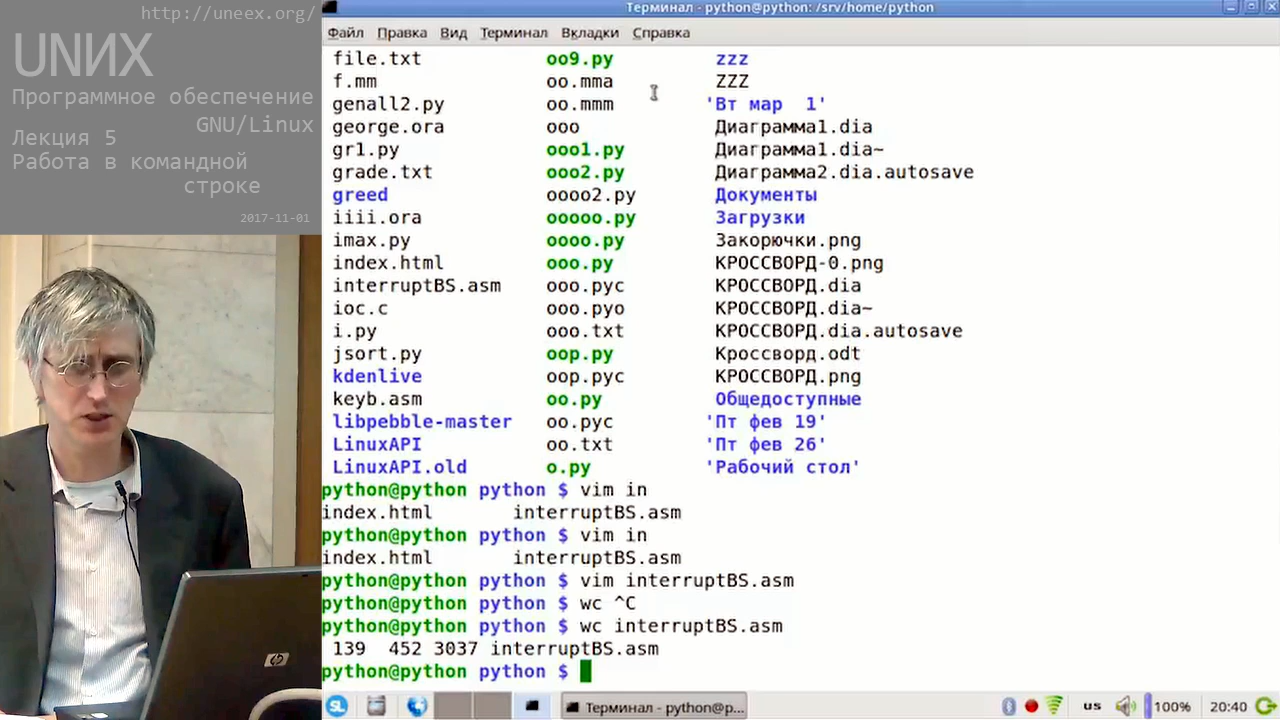 http://uneex.org/
UNИX
Программное обеспечение
GNU/Linux
Лекция 5
Работа в командной
строке
2017-11-01
Терминал - python@python: /srv/home/python
Файл Правка Вид Терминал Вкладки Справка
file.txt oo9.py zzz
f.mm oo.mma ZZZ
genall2.py oo.mmm 'Вт мар  1'
george.ora ooo Диаграмма1.dia
gr1.py ooo1.py Диаграмма1.dia~
grade.txt ooo2.py Диаграмма2.dia.autosave
greed oooo2.py Документы
iiii.ora ooooo.py Загрузки
imax.py oooo.py Закорючки.png
index.html ooo.py КРОССВОРД-0.png
interruptBS.asm ooo.pyc КРОССВОРД.dia
ioc.c ooo.pyo КРОССВОРД.dia~
i.py ooo.txt КРОССВОРД.dia.autosave
jsort.py oop.py Кроссворд.odt
kdenlive oop.pyc КРОССВОРД.png
keyb.asm oo.py Общедоступные
libpebble-master oo.pyc 'Пт фев 19'
LinuxAPI oo.txt 'Пт фев 26'
LinuxAPI.old o.py 'Рабочий стол'
python@python python $ vim in
index.html interruptBS.asm
python@python python $ vim in
index.html interruptBS.asm
python@python python $ vim interruptBS.asm
python@python python $ wc ^C
python@python python $ wc interruptBS.asm
139  452 3037 interruptBS.asm
python@python python $
SL Терминал - python@p... us 100% 20:40
hp